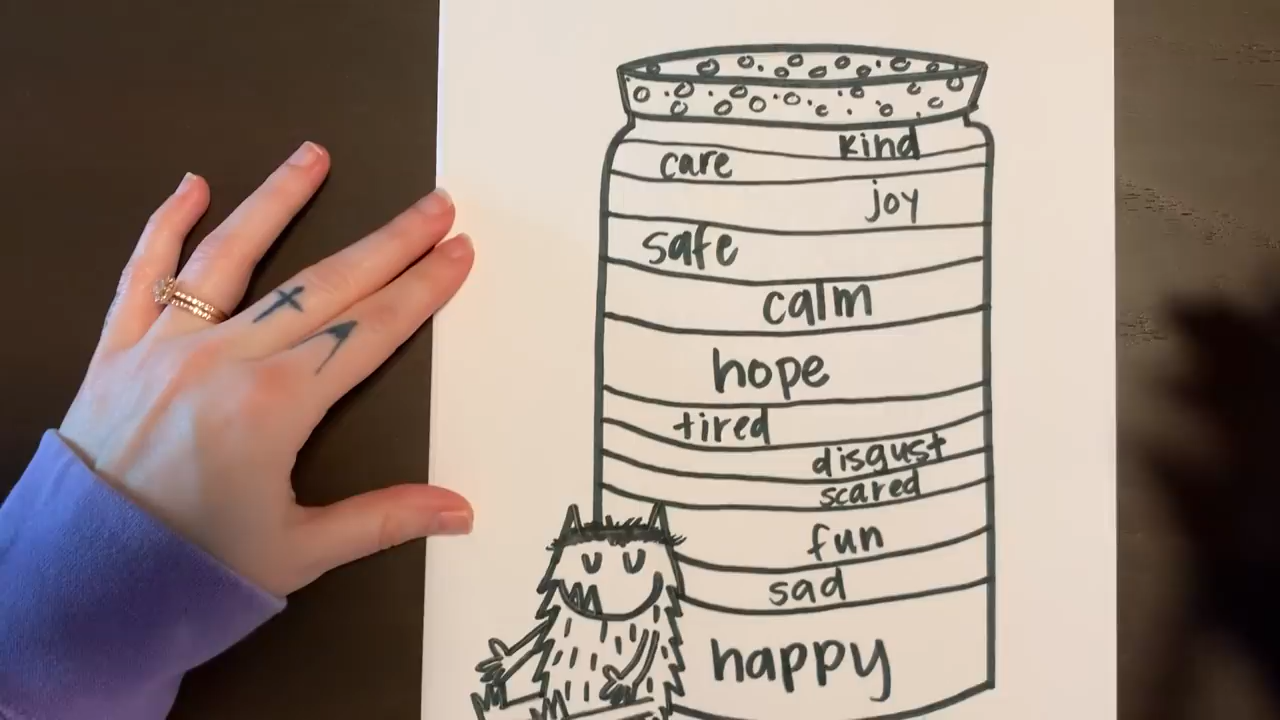 kind
care
joy
safe
calm
hope
tired
disgust
scared
fun
sad
happy